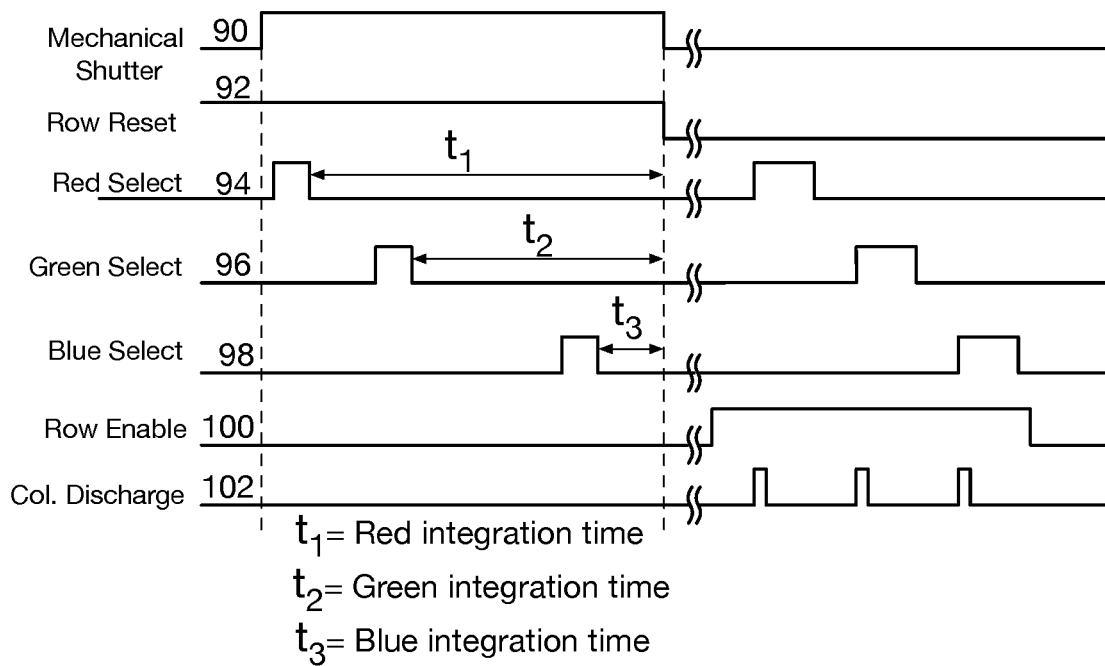 Mechanical Shutter 90
92
Row Reset
t1
Red Select 94
t2
Green Select 96
t3
Blue Select 98
Row Enable 100
Col. Discharge 102
t1= Red integration time
t2= Green integration time
t3= Blue integration time